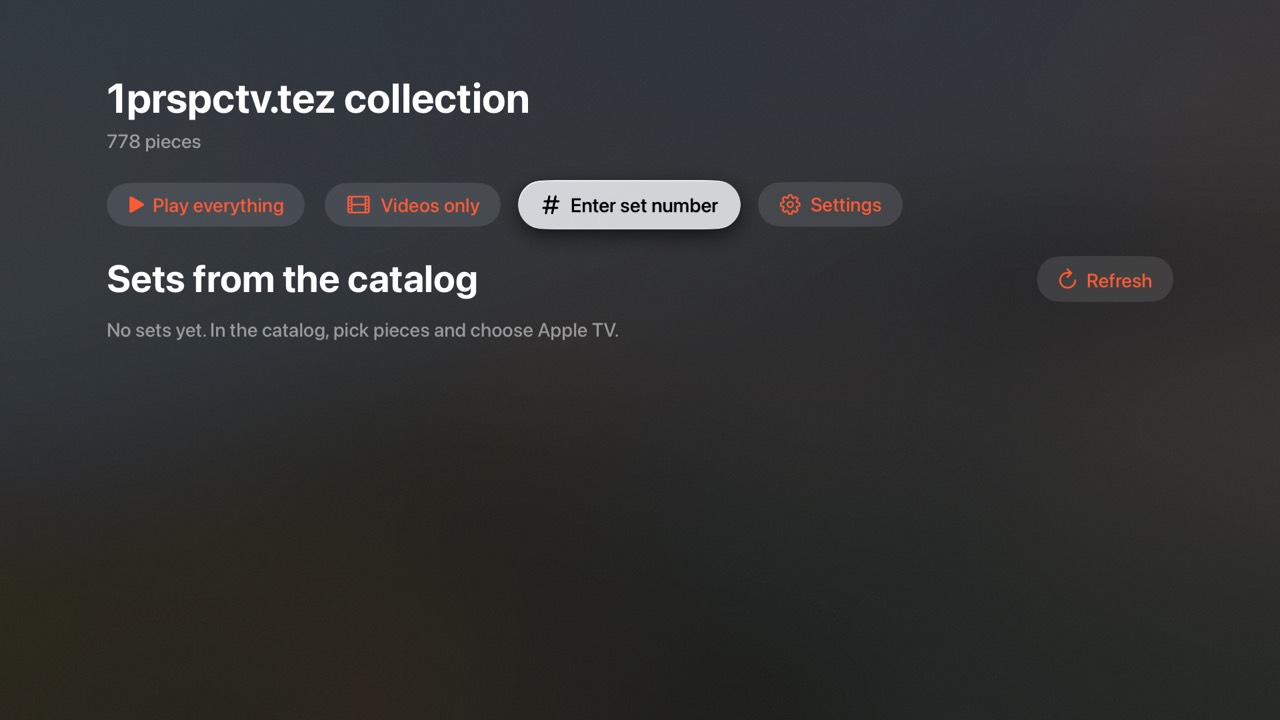 1prspctv.tez collection
778 pieces
Play everything
Videos only
# Enter set number
Settings
Sets from the catalog
Refresh
No sets yet. In the catalog, pick pieces and choose Apple TV.